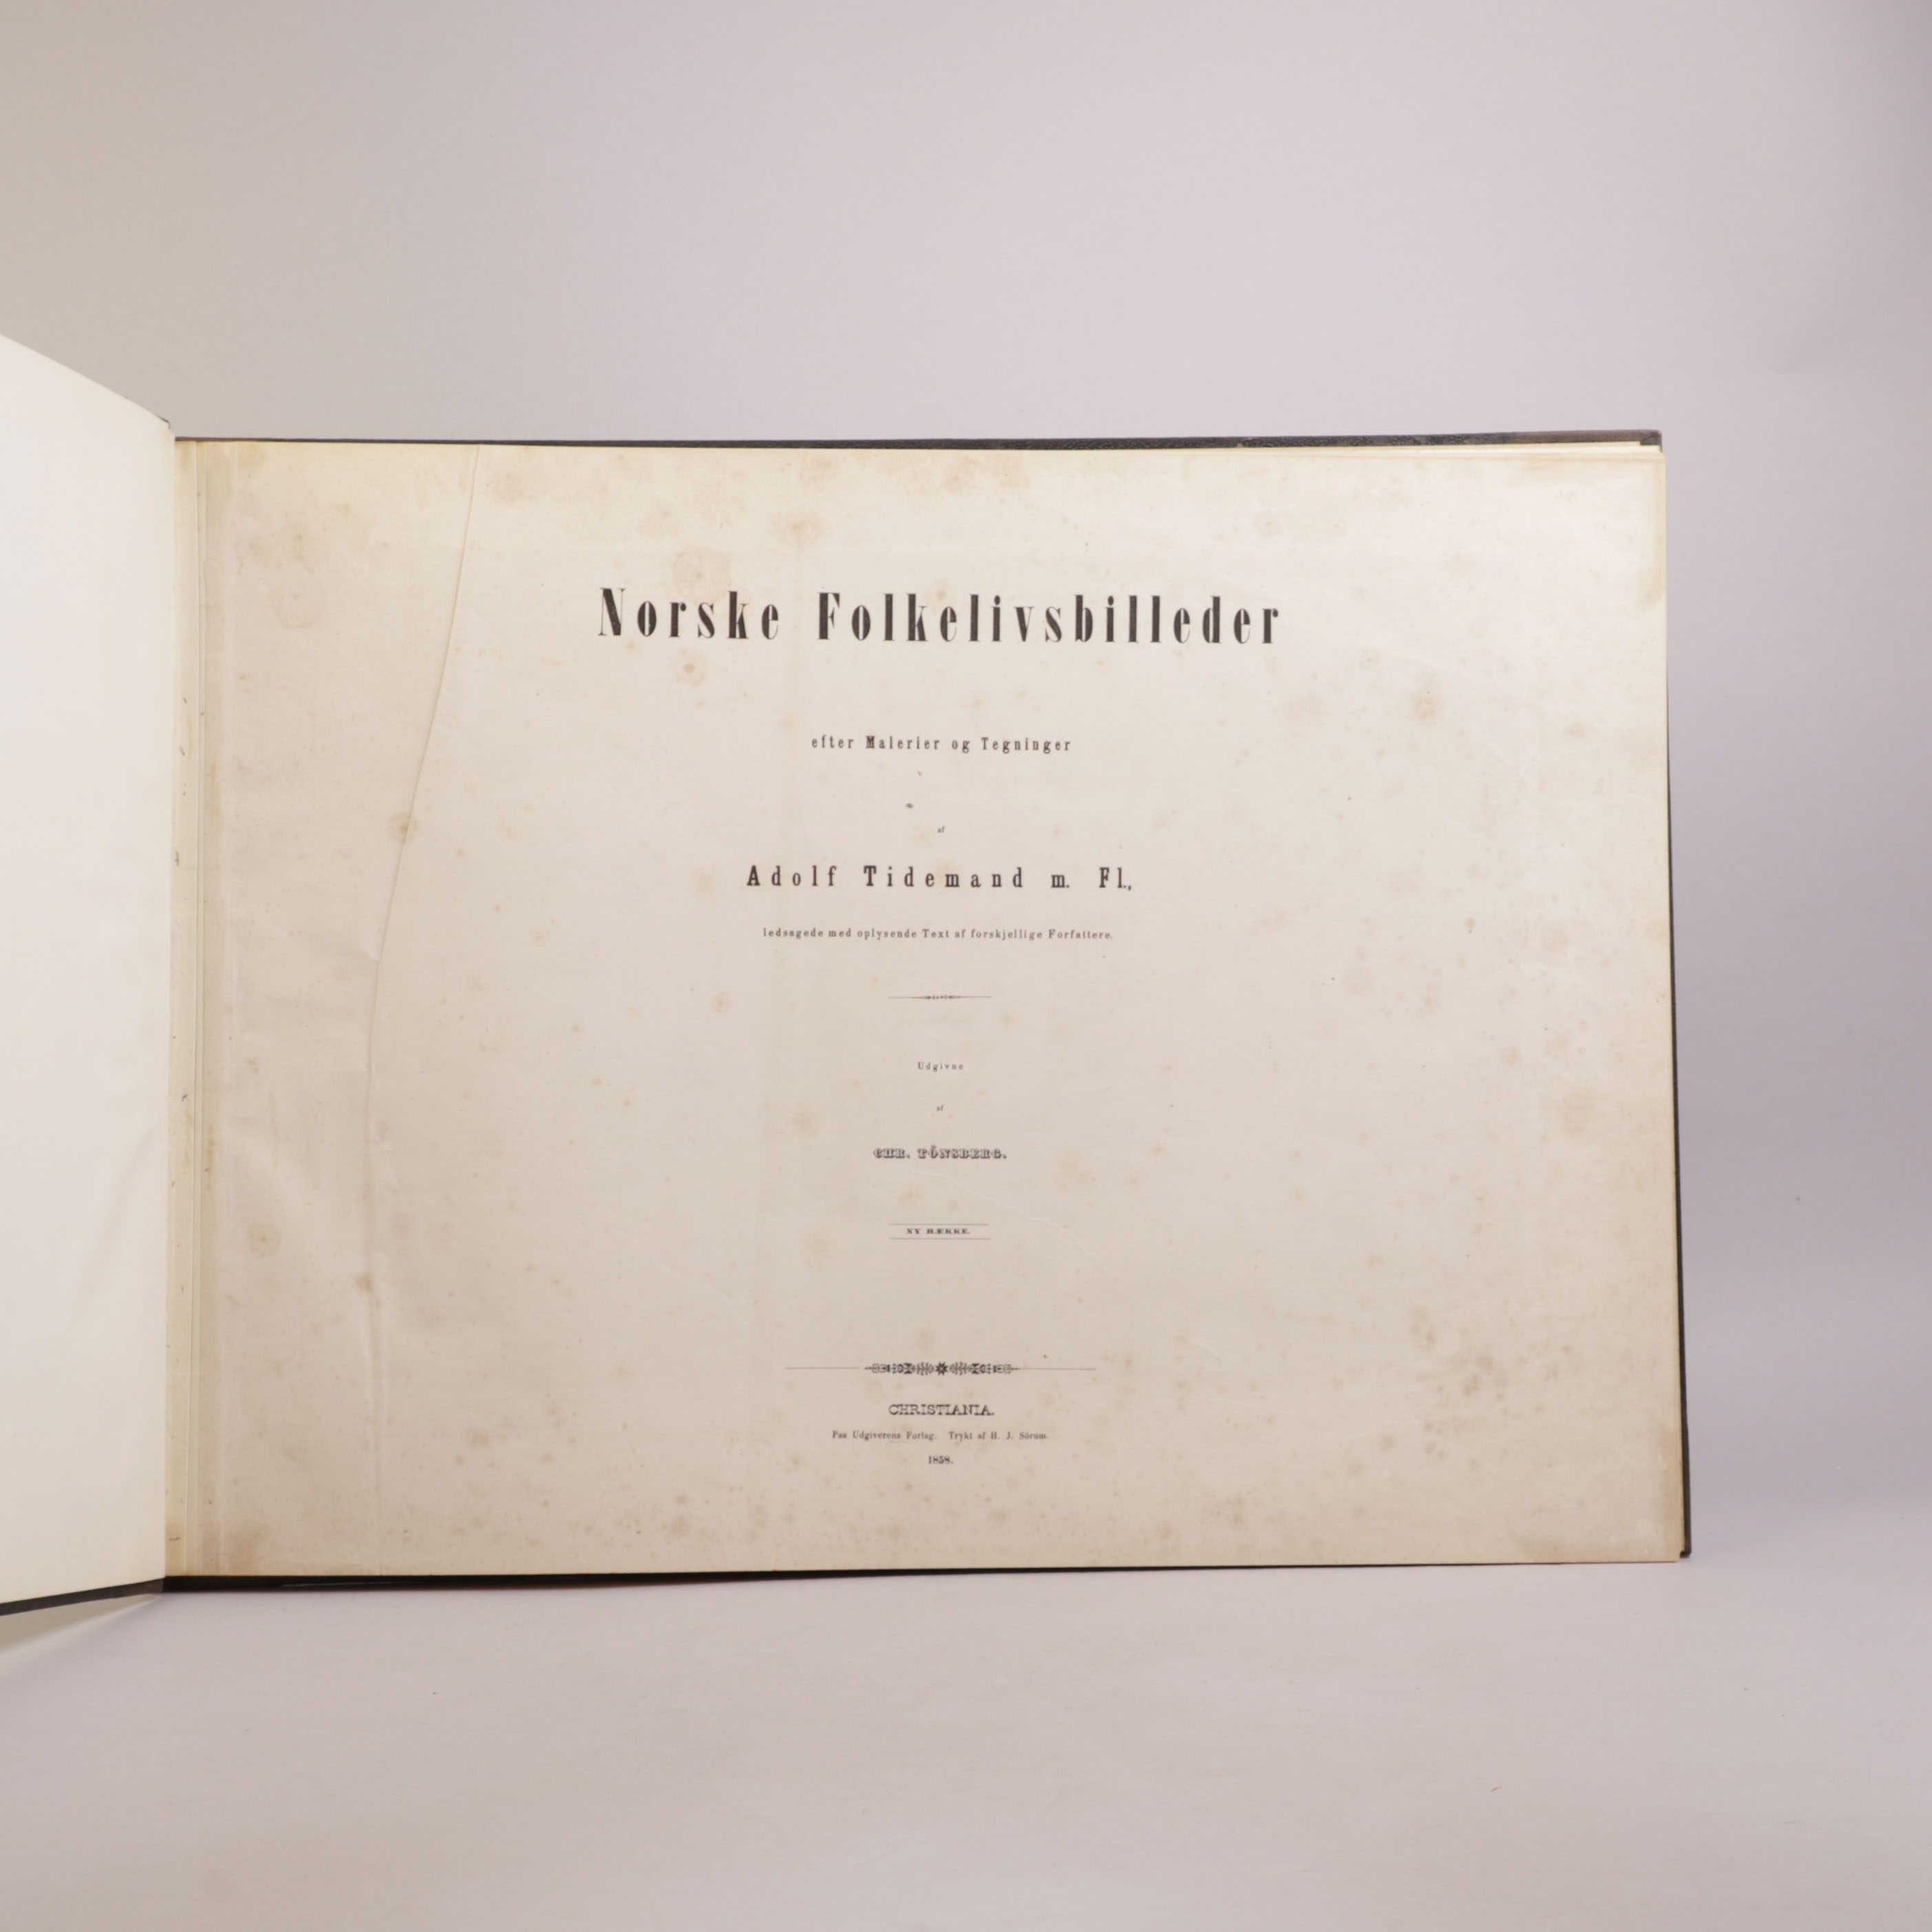 Norske Folkelivsbilleder
efter Malerier og Tegninger
af
Adolf Tidemand m. Fl.,
ledsagede med oplysende Text af forskjellige Forfattere.
Udgivne
af
CHR. TÖNSBERG.
NY RÆKKE.
CHRISTIANIA.
Paa Udgiverens Forlag. Trykt af H. J. Sörum.
1858.